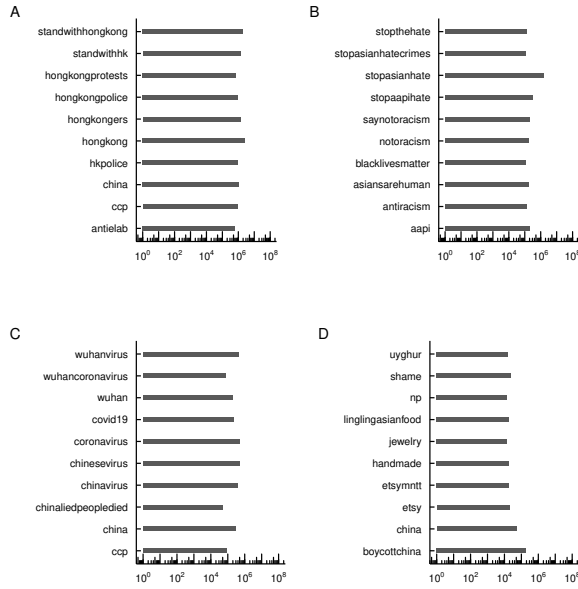 A
standwithhongkong
standwithhk
hongkongprotests
hongkongpolice
hongkongers
hongkong
hkpolice
china
ccp
antielab
10^0 10^2 10^4 10^6 10^8
B
stopthehate
stopasianhatecrimes
stopasianhate
stopaapihate
saynotoracism
notoracism
blacklivesmatter
asiansarehuman
antiracism
aapi
10^0 10^2 10^4 10^6 10^8
C
wuhanvirus
wuhancoronavirus
wuhan
covid19
coronavirus
chinesevirus
chinavirus
chinaliedpeopledied
china
ccp
10^0 10^2 10^4 10^6 10^8
D
uyghur
shame
np
linglingasianfood
jewelry
handmade
etsymntt
etsy
china
boycottchina
10^0 10^2 10^4 10^6 10^8